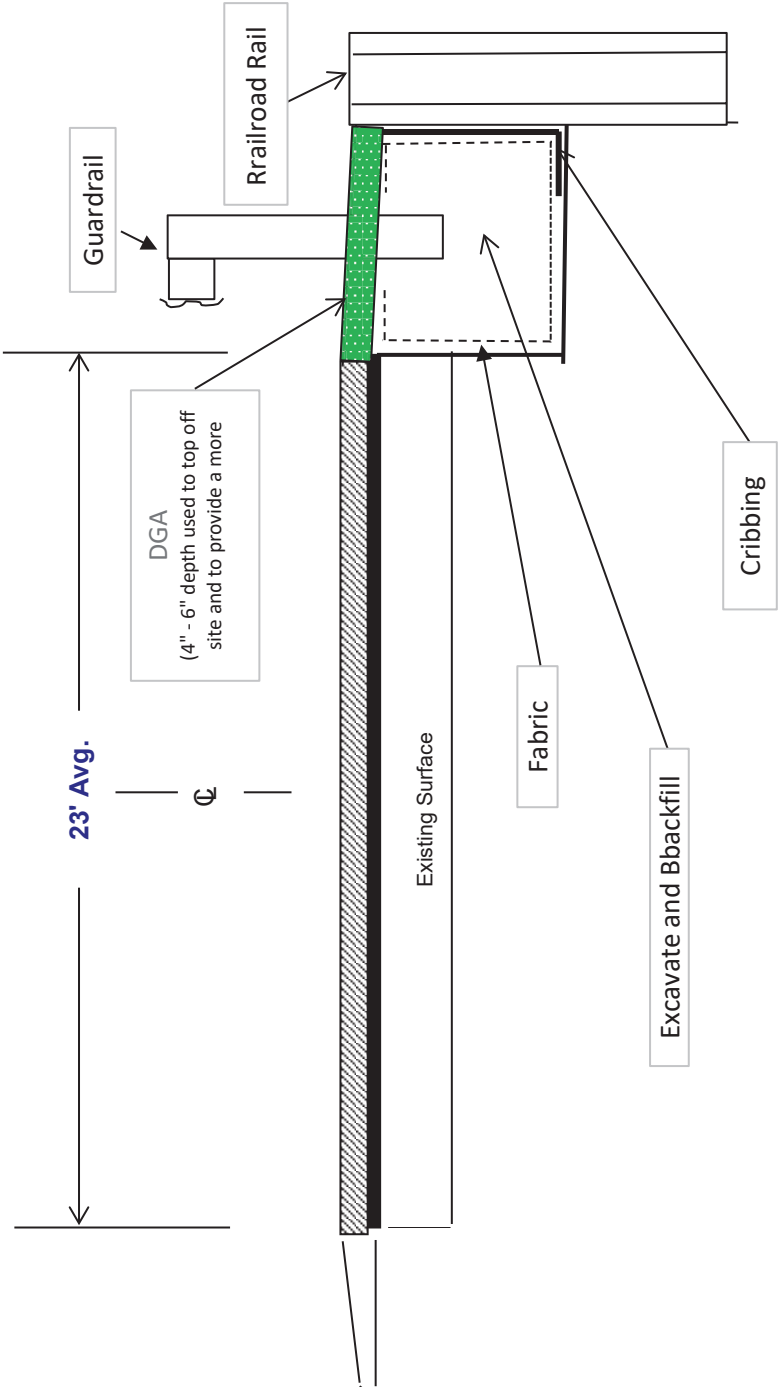 23' Avg.
℄
DGA
(4" - 6" depth used to top off
site and to provide a more
Guardrail
Rrailroad Rail
Existing Surface
Fabric
Excavate and Bbackfill
Cribbing